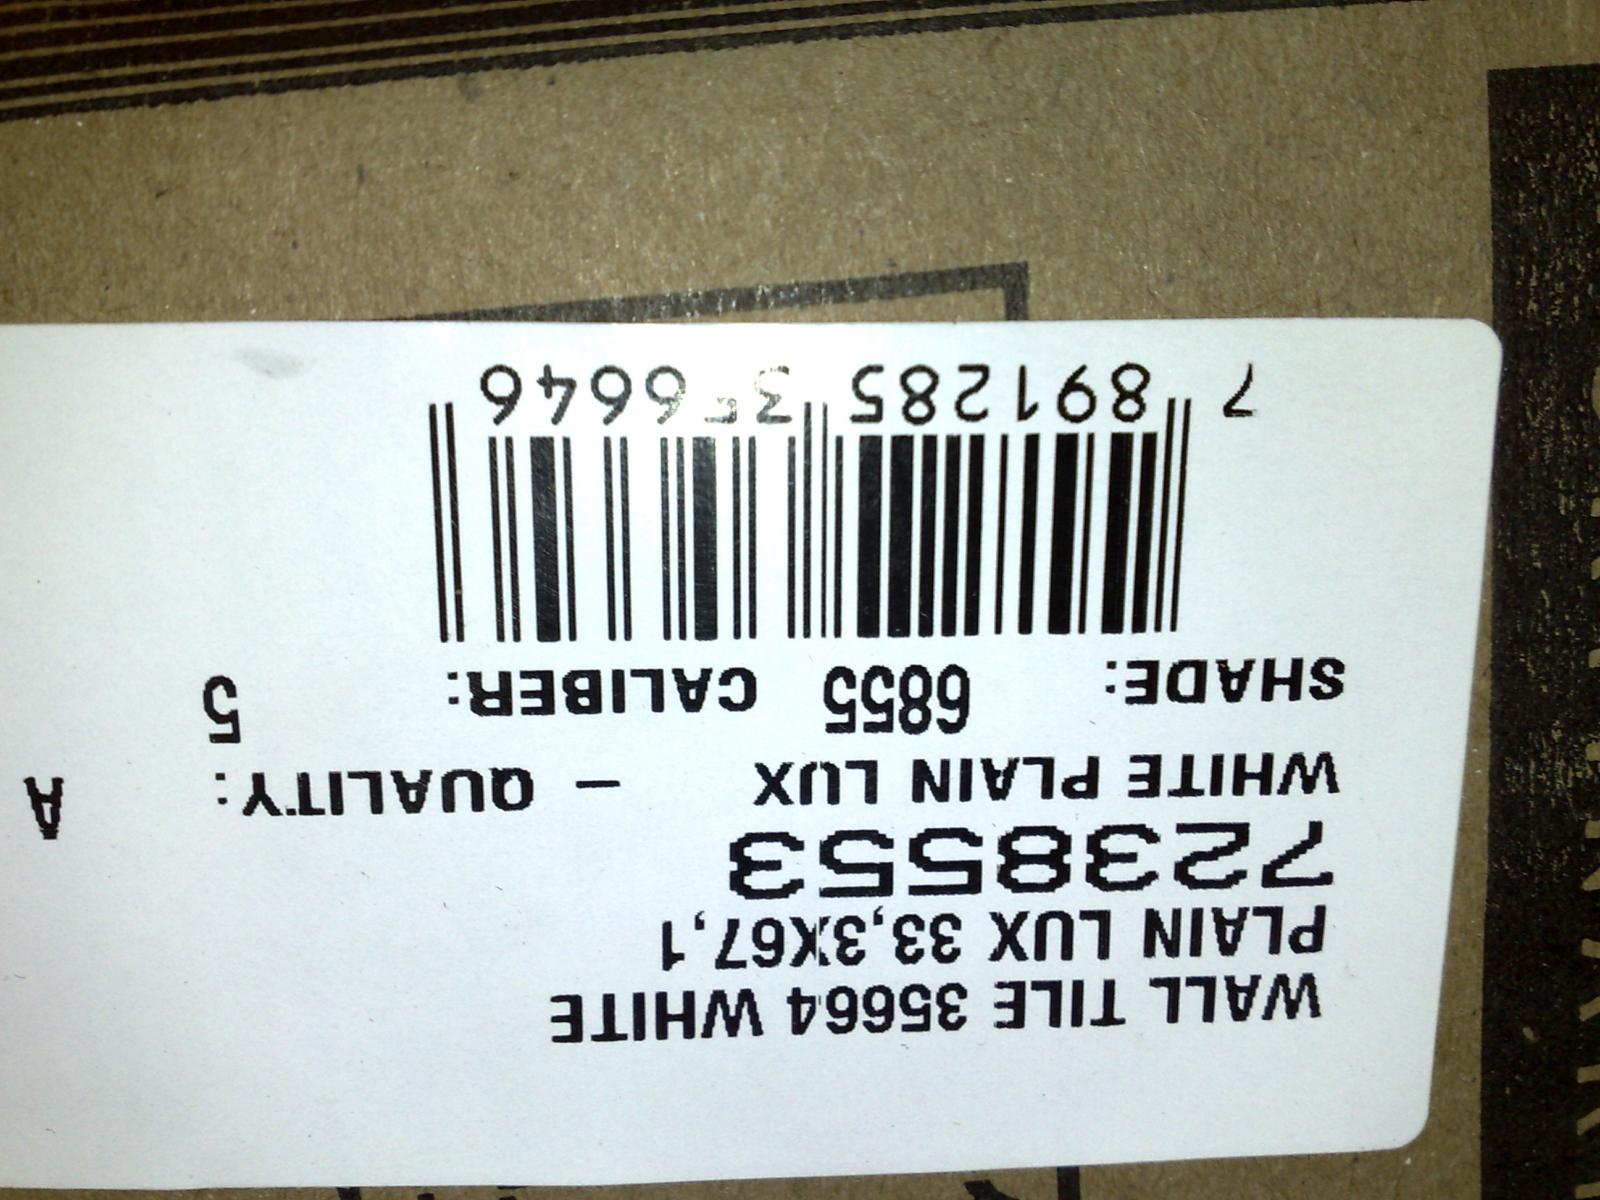 WALL TILE 35664 WHITE
PLAIN LUX 33,3X67,1
7238553
WHITE PLAIN LUX - QUALITY: A
SHADE: 6855 CALIBER: 5
7 891285 356646